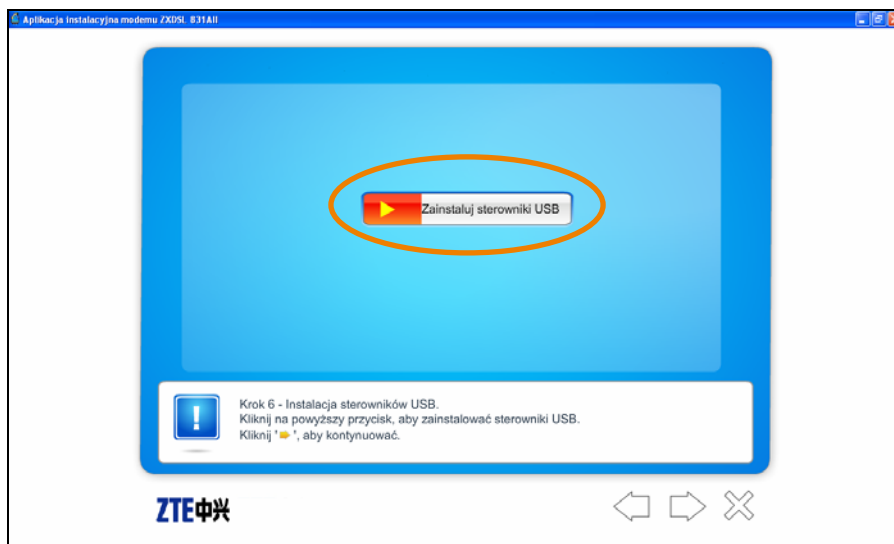 Aplikacja instalacyjna modemu ZXDSL 831AII
Zainstaluj sterowniki USB
Krok 6 - Instalacja sterowników USB.
Kliknij na powyższy przycisk, aby zainstalować sterowniki USB.
Kliknij ' ', aby kontynuować.
ZTE中兴